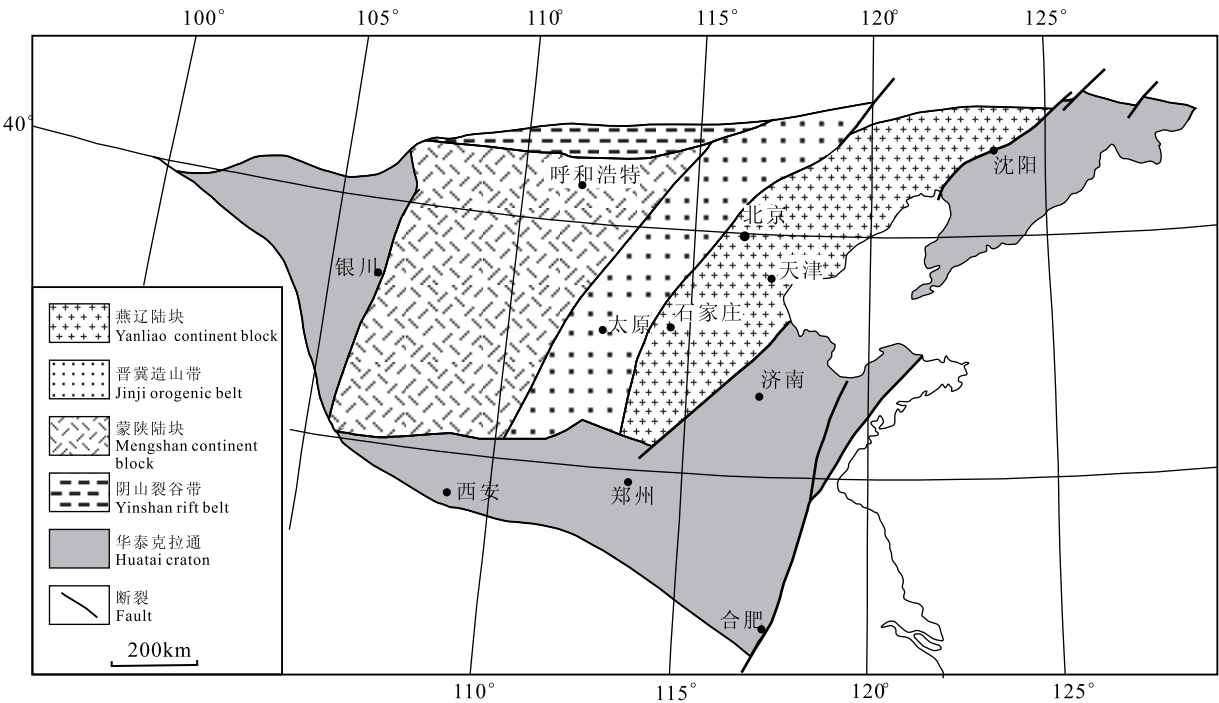 100° 105° 110° 115° 120° 125°
40°
呼和浩特
沈阳
北京
银川
天津
石家庄
太原
济南
西安
郑州
合肥
燕辽陆块
Yanliao continent block
晋冀造山带
Jinji orogenic belt
蒙陕陆块
Mengshan continent
block
阴山裂谷带
Yinshan rift belt
华泰克拉通
Huatai craton
断裂
Fault
200km
110° 115° 120° 125°